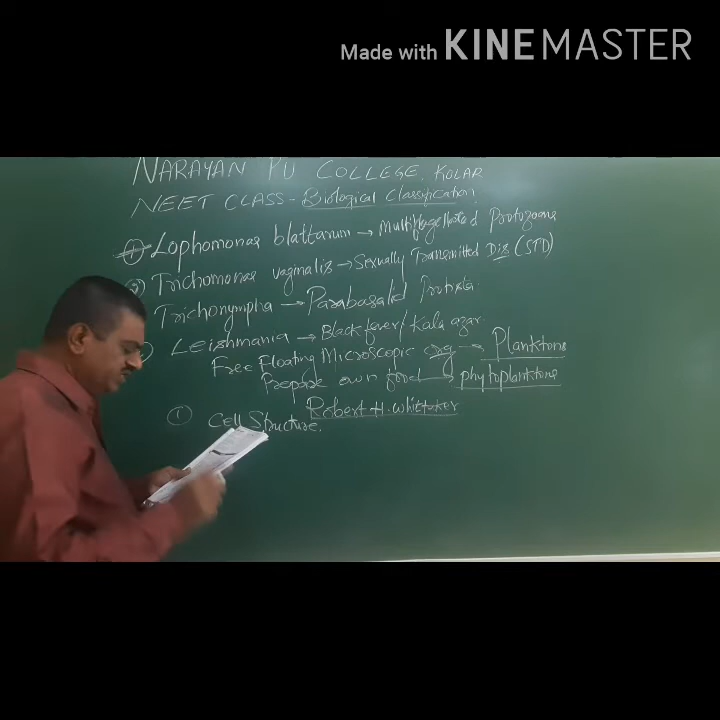 Made with KINEMASTER
NARAYAN PU COLLEGE, KOLAR
NEET CLASS - Biological Classification
① Lophomonas blattarum → Multiflagellated Protozoans
② Trichomonas vaginalis → Sexually Transmitted Dis (STD)
Trichonympha → Parabasalid Protista
Leishmania → Black fever/Kala azar
Free Floating Microscopic org → Planktons
Prepare own food → phytoplanktons
Robert H. Whittaker
① Cell Structure.